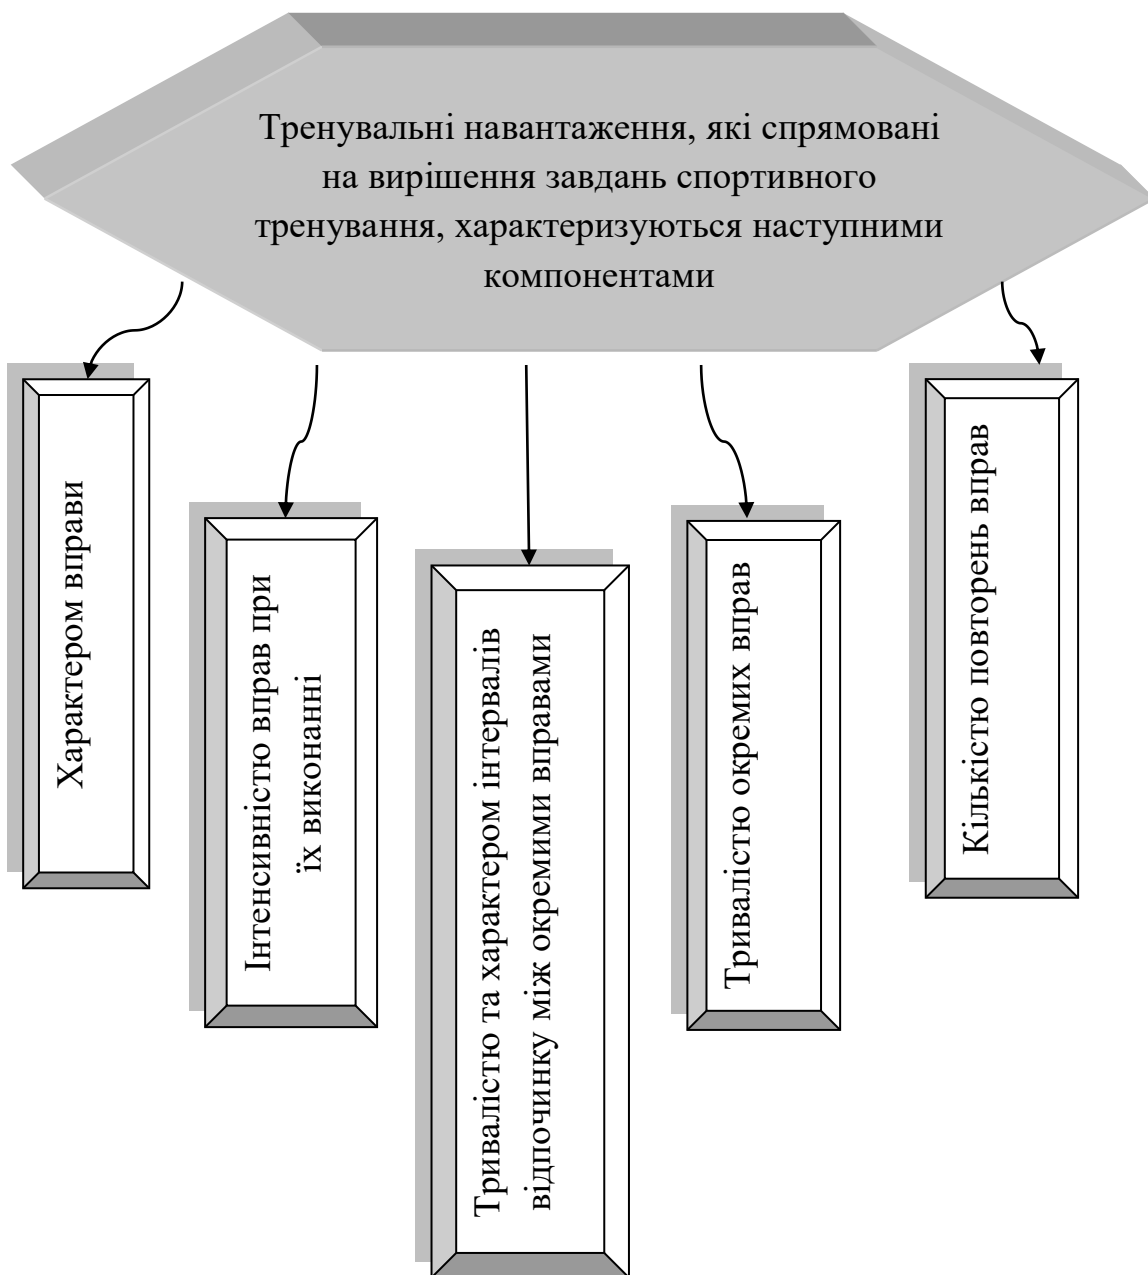 Тренувальні навантаження, які спрямовані
на вирішення завдань спортивного
тренування, характеризуються наступними
компонентами
Характером вправи
Інтенсивністю вправ при
їх виконанні
Тривалістю та характером інтервалів
відпочинку між окремими вправами
Тривалістю окремих вправ
Кількістю повторень вправ